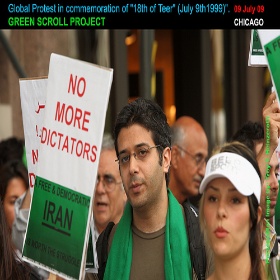 Global Protest in commemoration of "18th of Teer" (July 9th1999)". 09 July-09
GREEN SCROLL PROJECT
CHICAGO
NO
MORE
DICTATORS
A FREE & DEMOCRATIC
IRAN